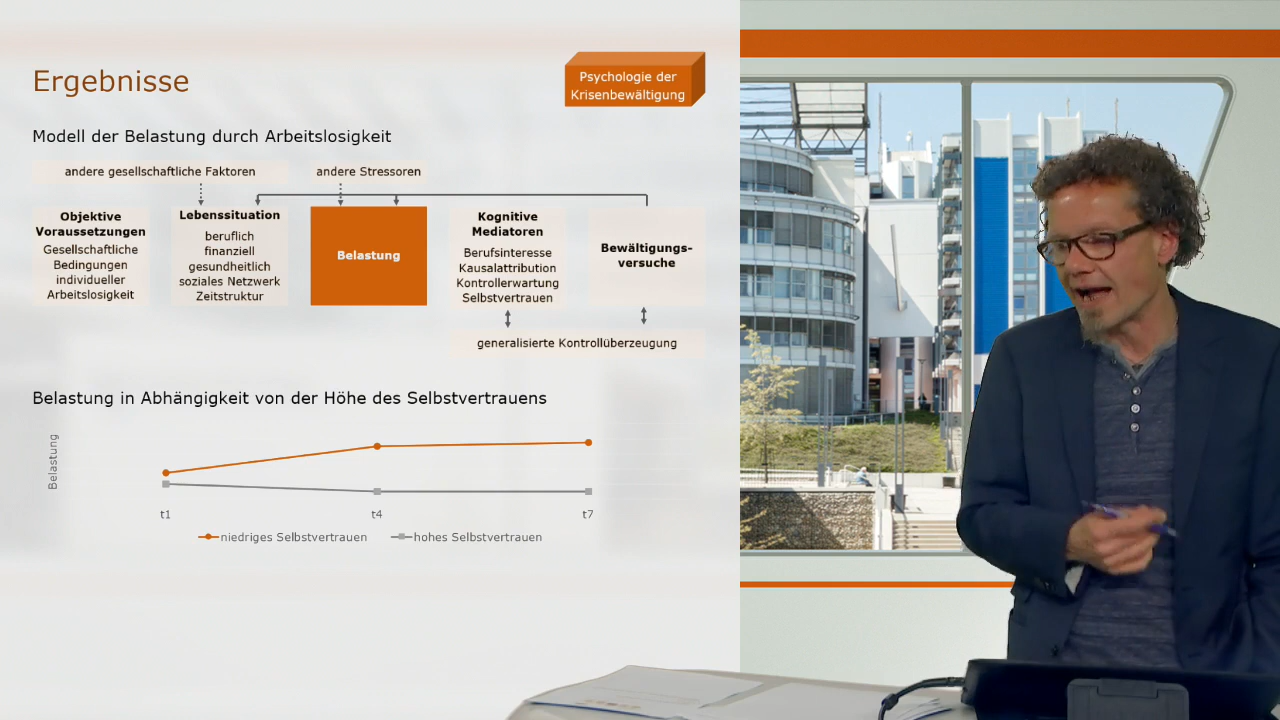 Ergebnisse
Psychologie der
Krisenbewältigung
Modell der Belastung durch Arbeitslosigkeit
andere gesellschaftliche Faktoren
andere Stressoren
Objektive
Voraussetzungen
Gesellschaftliche
Bedingungen
individueller
Arbeitslosigkeit
Lebenssituation
beruflich
finanziell
gesundheitlich
soziales Netzwerk
Zeitstruktur
Belastung
Kognitive
Mediatoren
Berufsinteresse
Kausalattribution
Kontrollerwartung
Selbstvertrauen
Bewältigungs-
versuche
generalisierte Kontrollüberzeugung
Belastung in Abhängigkeit von der Höhe des Selbstvertrauens
Belastung
t1
t4
t7
niedriges Selbstvertrauen
hohes Selbstvertrauen